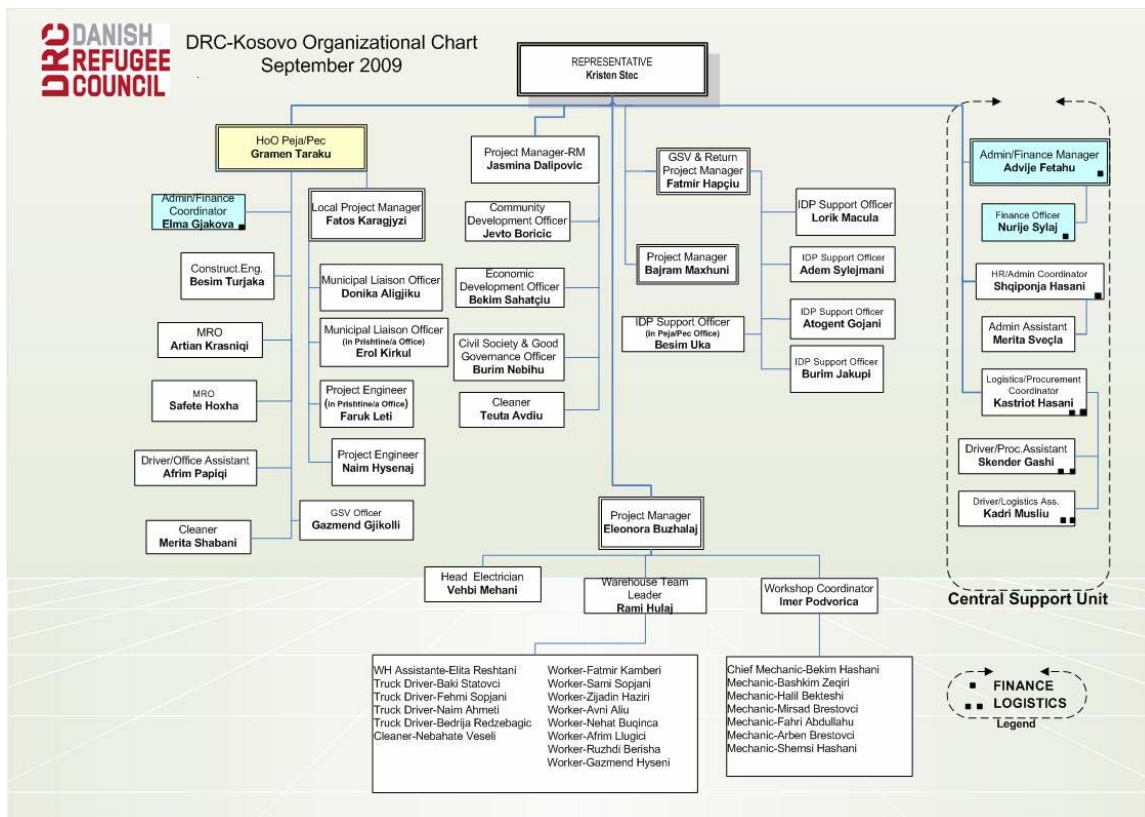 DRC DANISH
REFUGEE
COUNCIL
DRC-Kosovo Organizational Chart
September 2009
REPRESENTATIVE
Kristen Stec
HoO Peja/Pec
Gramen Taraku
Admin/Finance
Coordinator
Elma Gjakova
Construct.Eng.
Besim Turjaka
MRO
Artian Krasniqi
MRO
Safete Hoxha
Driver/Office Assistant
Afrim Papiqi
Cleaner
Merita Shabani
Local Project Manager
Fatos Karagjyzi
Municipal Liaison Officer
Donika Aligjiku
Municipal Liaison Officer
(in Prishtine/a Office)
Erol Kirkul
Project Engineer
(in Prishtine/a Office)
Faruk Leti
Project Engineer
Naim Hysenaj
GSV Officer
Gazmend Gjikolli
Project Manager-RM
Jasmina Dalipovic
Community
Development Officer
Jevto Boricic
Economic
Development Officer
Bekim Sahatçiu
Civil Society & Good
Governance Officer
Burim Nebihu
Cleaner
Teuta Avdiu
GSV & Return
Project Manager
Fatmir Hapçiu
Project Manager
Bajram Maxhuni
IDP Support Officer
(in Peja/Pec Office)
Besim Uka
IDP Support Officer
Lorik Macula
IDP Support Officer
Adem Sylejmani
IDP Support Officer
Atogent Gojani
IDP Support Officer
Burim Jakupi
Admin/Finance Manager
Advije Fetahu
Finance Officer
Nurije Sylaj
HR/Admin Coordinator
Shqiponja Hasani
Admin Assistant
Merita Sveçla
Logistics/Procurement
Coordinator
Kastriot Hasani
Driver/Proc.Assistant
Skender Gashi
Driver/Logistics Ass.
Kadri Musliu
Central Support Unit
Project Manager
Eleonora Buzhalaj
Head Electrician
Vehbi Mehani
Warehouse Team
Leader
Rami Hulaj
Workshop Coordinator
Imer Podvorica
WH Assistante-Elita Reshtani
Truck Driver-Baki Statovci
Truck Driver-Fehmi Sopjani
Truck Driver-Naim Ahmeti
Truck Driver-Bedrija Redzebagic
Cleaner-Nebahate Veseli
Worker-Fatmir Kamberi
Worker-Sami Sopjani
Worker-Zijadin Haziri
Worker-Avni Aliu
Worker-Nehat Buqinca
Worker-Afrim Llugici
Worker-Ruzhdi Berisha
Worker-Gazmend Hyseni
Chief Mechanic-Bekim Hashani
Mechanic-Bashkim Zeqiri
Mechanic-Halil Bekteshi
Mechanic-Mirsad Brestovci
Mechanic-Fahri Abdullahu
Mechanic-Arben Brestovci
Mechanic-Shemsi Hashani
FINANCE
LOGISTICS
Legend